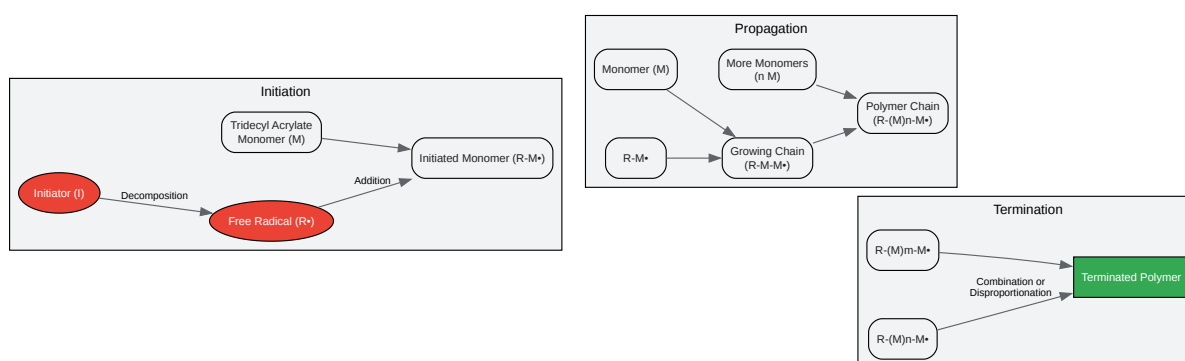 Initiation
Tridecyl Acrylate
Monomer (M)
Initiated Monomer (R-M•)
Initiator (I)
Decomposition
Addition
Free Radical (R•)
Propagation
Monomer (M)
More Monomers
(n M)
Polymer Chain
(R-(M)n-M•)
R-M•
Growing Chain
(R-M-M•)
Termination
R-(M)m-M•
Combination or
Disproportionation
Terminated Polymer
R-(M)n-M•